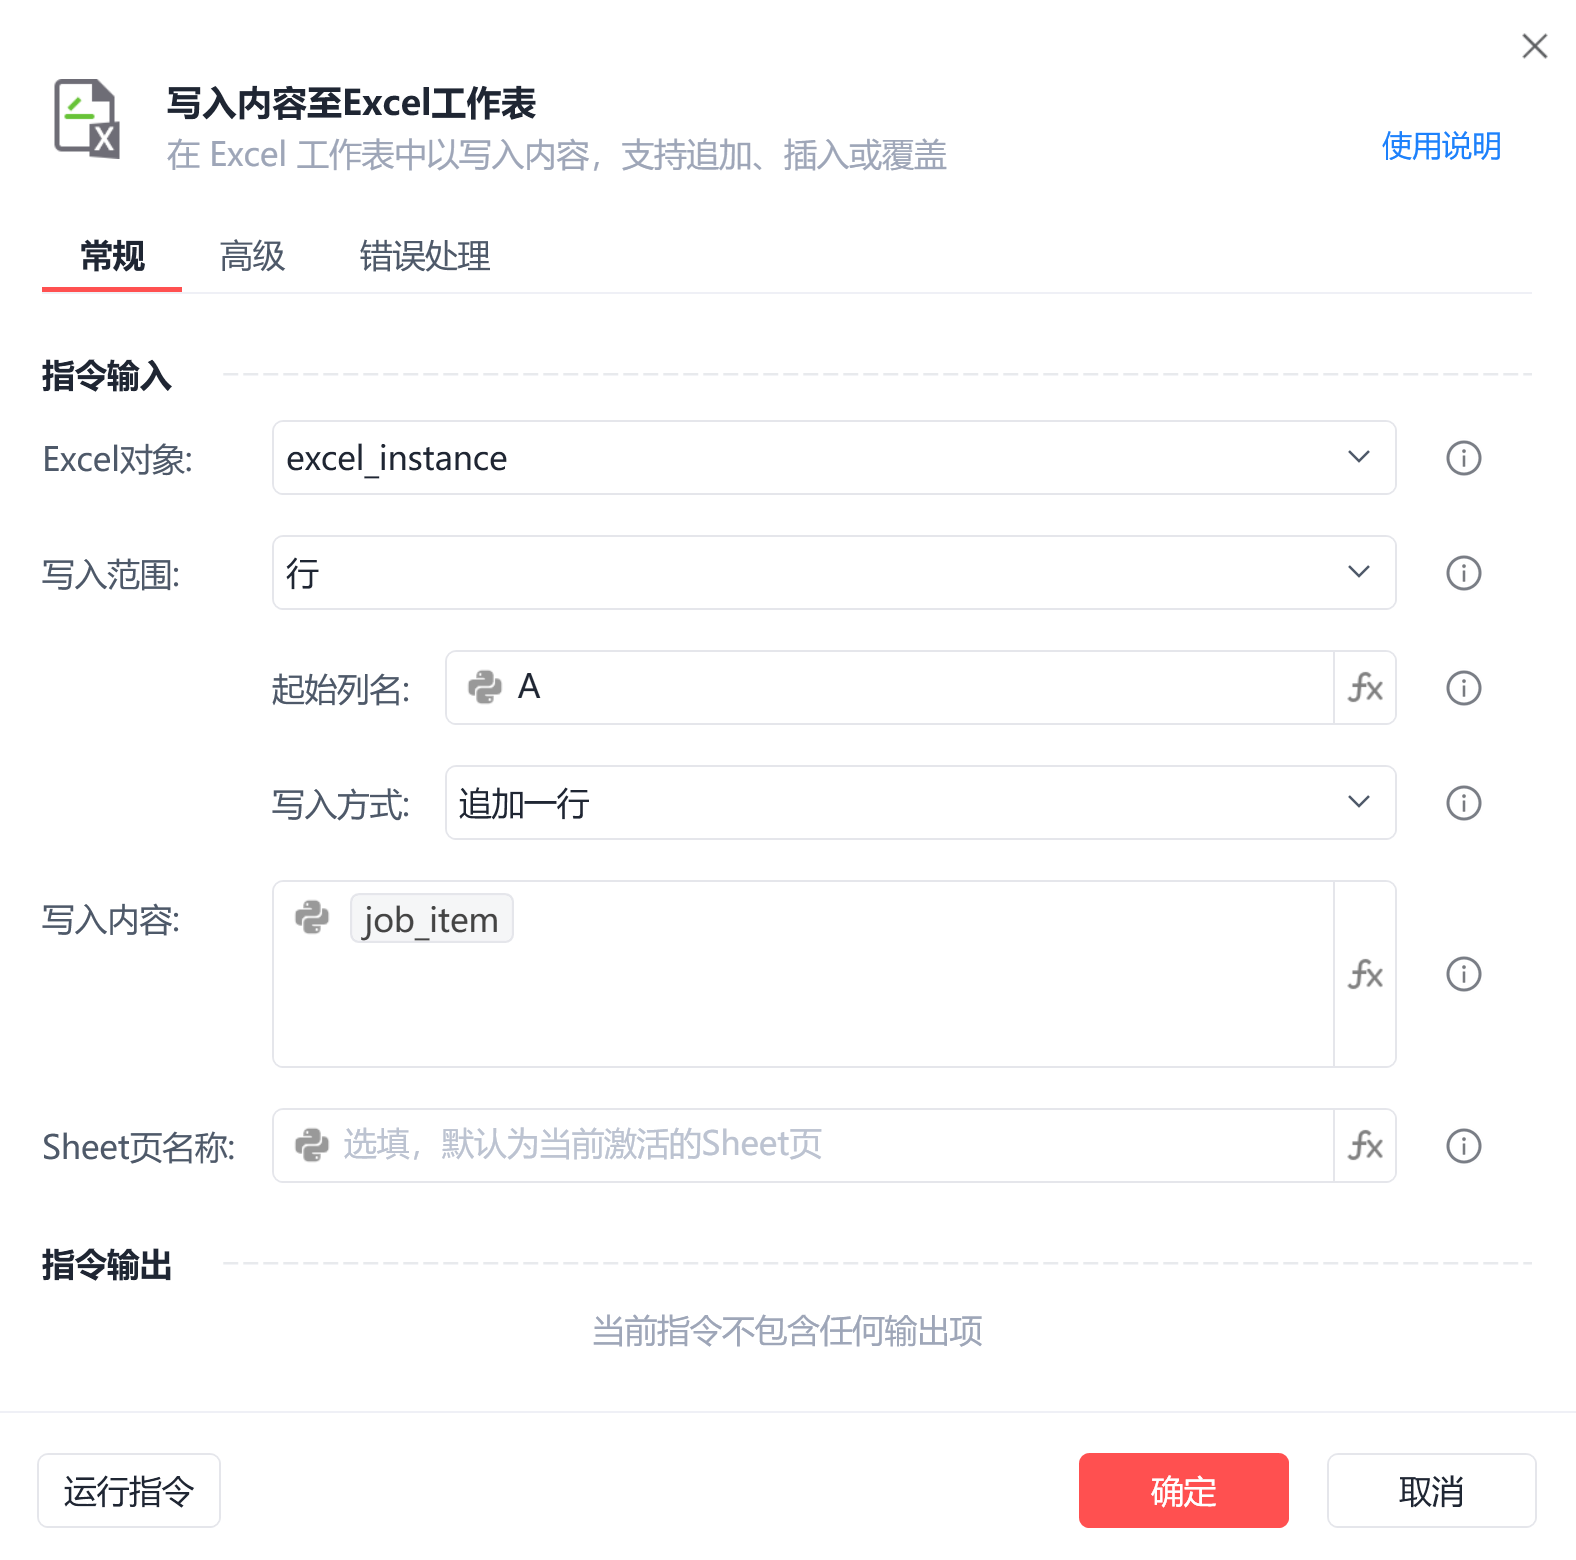 写入内容至Excel工作表
在 Excel 工作表中以写入内容，支持追加、插入或覆盖
使用说明
常规 高级 错误处理
指令输入
Excel对象: excel_instance
写入范围: 行
起始列名: A fx
写入方式: 追加一行
写入内容: job_item fx
Sheet页名称: 选填，默认为当前激活的Sheet页 fx
指令输出
当前指令不包含任何输出项
运行指令 确定 取消